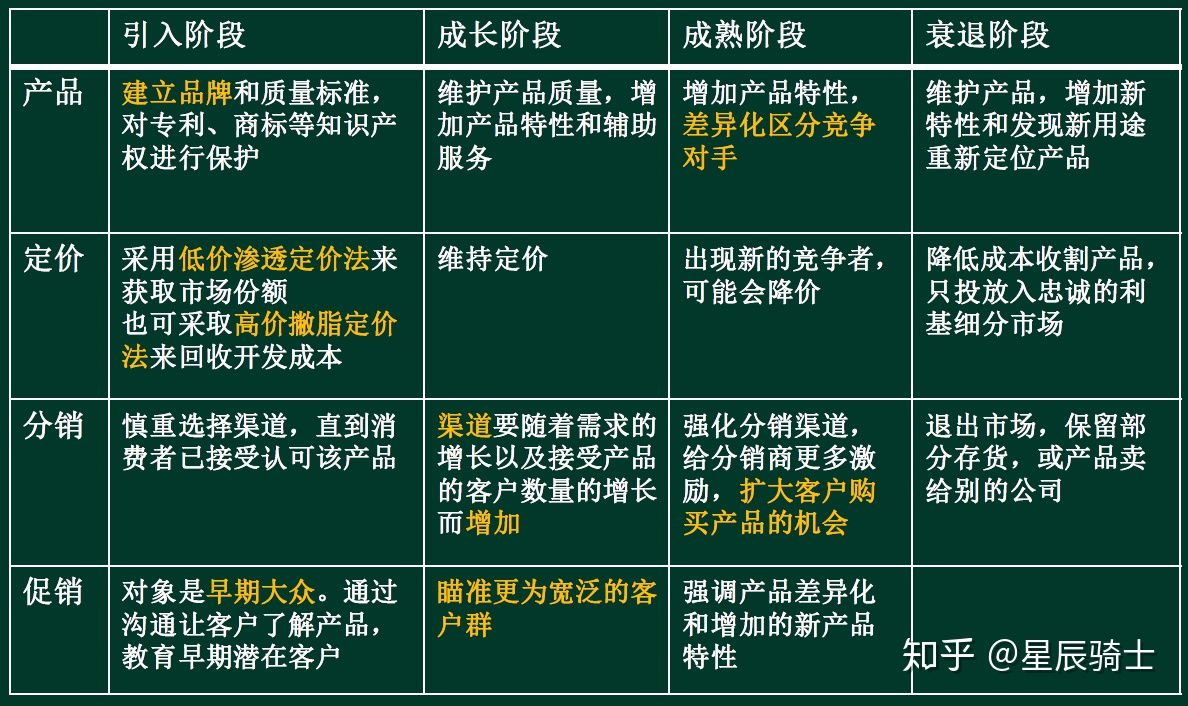 引入阶段
成长阶段
成熟阶段
衰退阶段
产品
建立品牌和质量标准，
对专利、商标等知识产
权进行保护
维护产品质量，增
加产品特性和辅助
服务
增加产品特性，
差异化区分竞争
对手
维护产品，增加新
特性和发现新用途
重新定位产品
定价
采用低价渗透定价法来
获取市场份额
也可采取高价撇脂定价
法来回收开发成本
维持定价
出现新的竞争者，
可能会降价
降低成本收割产品，
只投放入忠诚的利
基细分市场
分销
慎重选择渠道，直到消
费者已接受认可该产品
渠道要随着需求的
增长以及接受产品
的客户数量的增长
而增加
强化分销渠道，
给分销商更多激
励，扩大客户购
买产品的机会
退出市场，保留部
分存货，或产品卖
给别的公司
促销
对象是早期大众。通过
沟通让客户了解产品，
教育早期潜在客户
瞄准更为宽泛的客
户群
强调产品差异化
和增加的新产品
特性
知乎 @星辰骑士